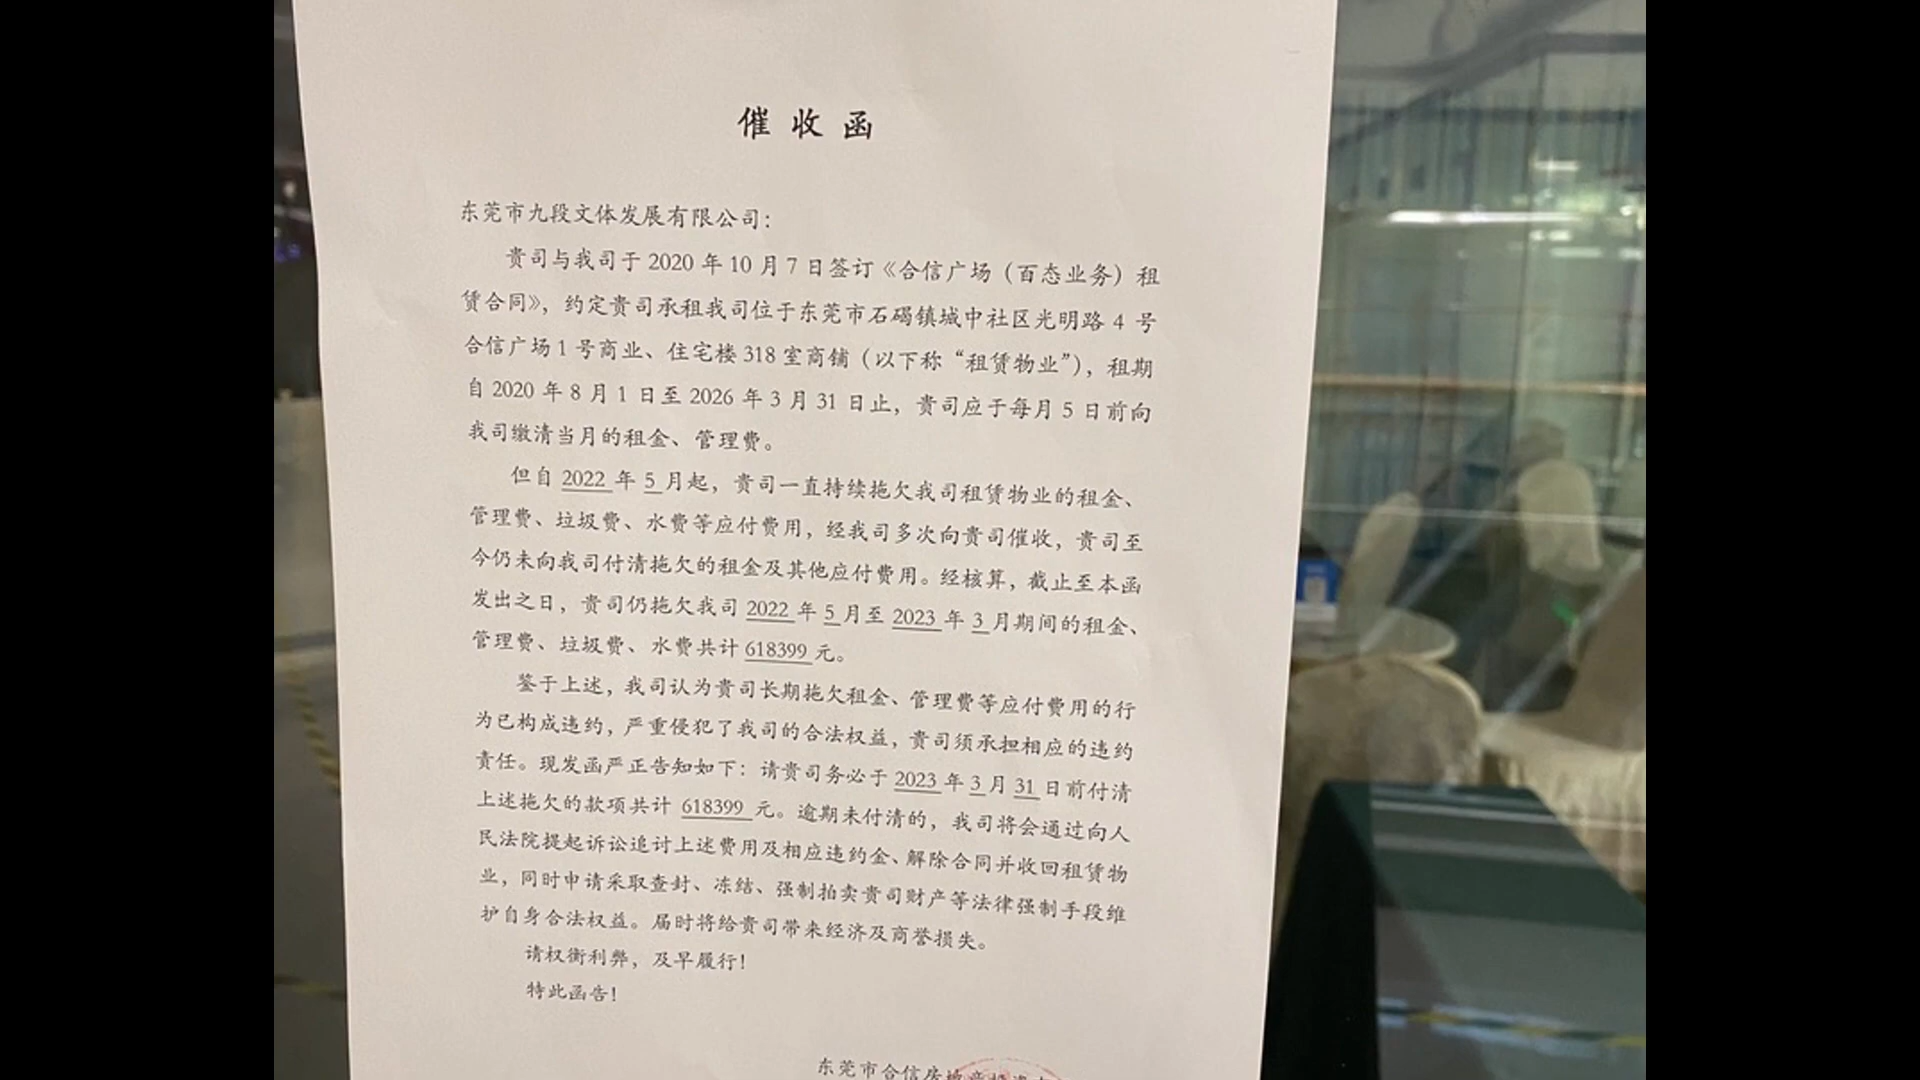 催收函
东莞市九段文体发展有限公司：
贵司与我司于2020年10月7日签订《合信广场（百态业务）租
赁合同》，约定贵司承租我司位于东莞市石碣镇城中社区光明路4号
合信广场1号商业、住宅楼318室商铺（以下称“租赁物业”），租期
自2020年8月1日至2026年3月31日止，贵司应于每月5日前向
我司缴清当月的租金、管理费。
但自2022年5月起，贵司一直持续拖欠我司租赁物业的租金、
管理费、垃圾费、水费等应付费用，经我司多次向贵司催收，贵司至
今仍未向我司付清拖欠的租金及其他应付费用。经核算，截止至本函
发出之日，贵司仍拖欠我司2022年5月至2023年3月期间的租金、
管理费、垃圾费、水费共计618399元。
鉴于上述，我司认为贵司长期拖欠租金、管理费等应付费用的行
为已构成违约，严重侵犯了我司的合法权益，贵司须承担相应的违约
责任。现发函严正告知如下：请贵司务必于2023年3月31日前付清
上述拖欠的款项共计618399元。逾期未付清的，我司将会通过向人
民法院提起诉讼追讨上述费用及相应违约金、解除合同并收回租赁物
业，同时申请采取查封、冻结、强制拍卖贵司财产等法律强制手段维
护自身合法权益。届时将给贵司带来经济及商誉损失。
请权衡利弊，及早履行！
特此函告！
东莞市合信房地产